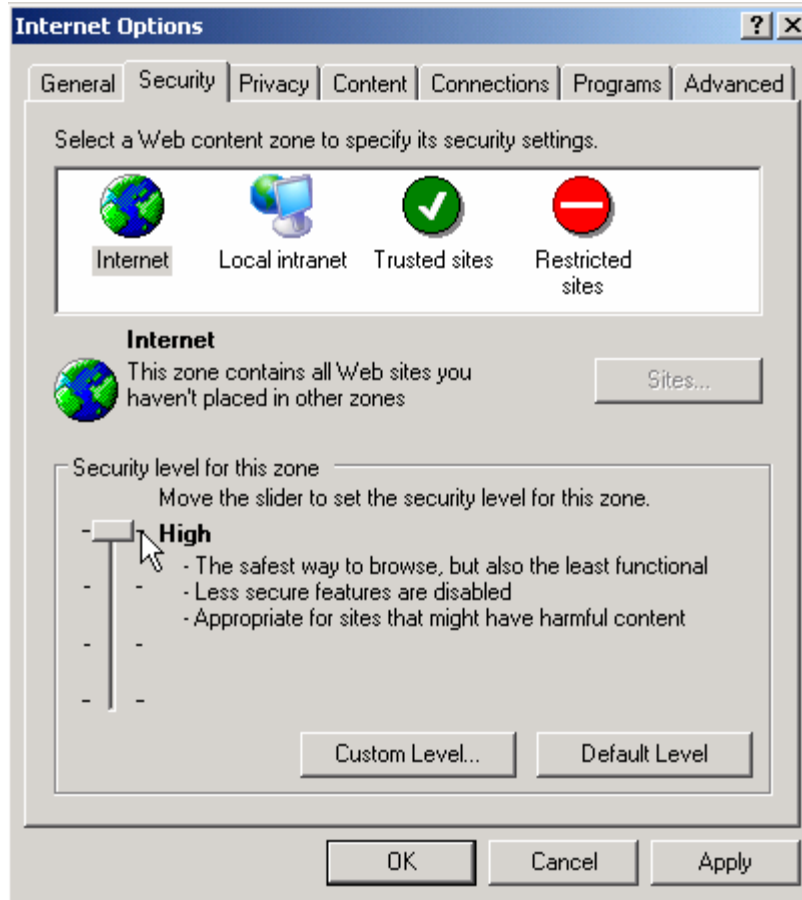 Internet Options
General Security Privacy Content Connections Programs Advanced
Select a Web content zone to specify its security settings.
Internet Local intranet Trusted sites Restricted
sites
Internet
This zone contains all Web sites you
haven't placed in other zones
Sites...
Security level for this zone
Move the slider to set the security level for this zone.
High
- The safest way to browse, but also the least functional
- Less secure features are disabled
- Appropriate for sites that might have harmful content
Custom Level... Default Level
OK Cancel Apply